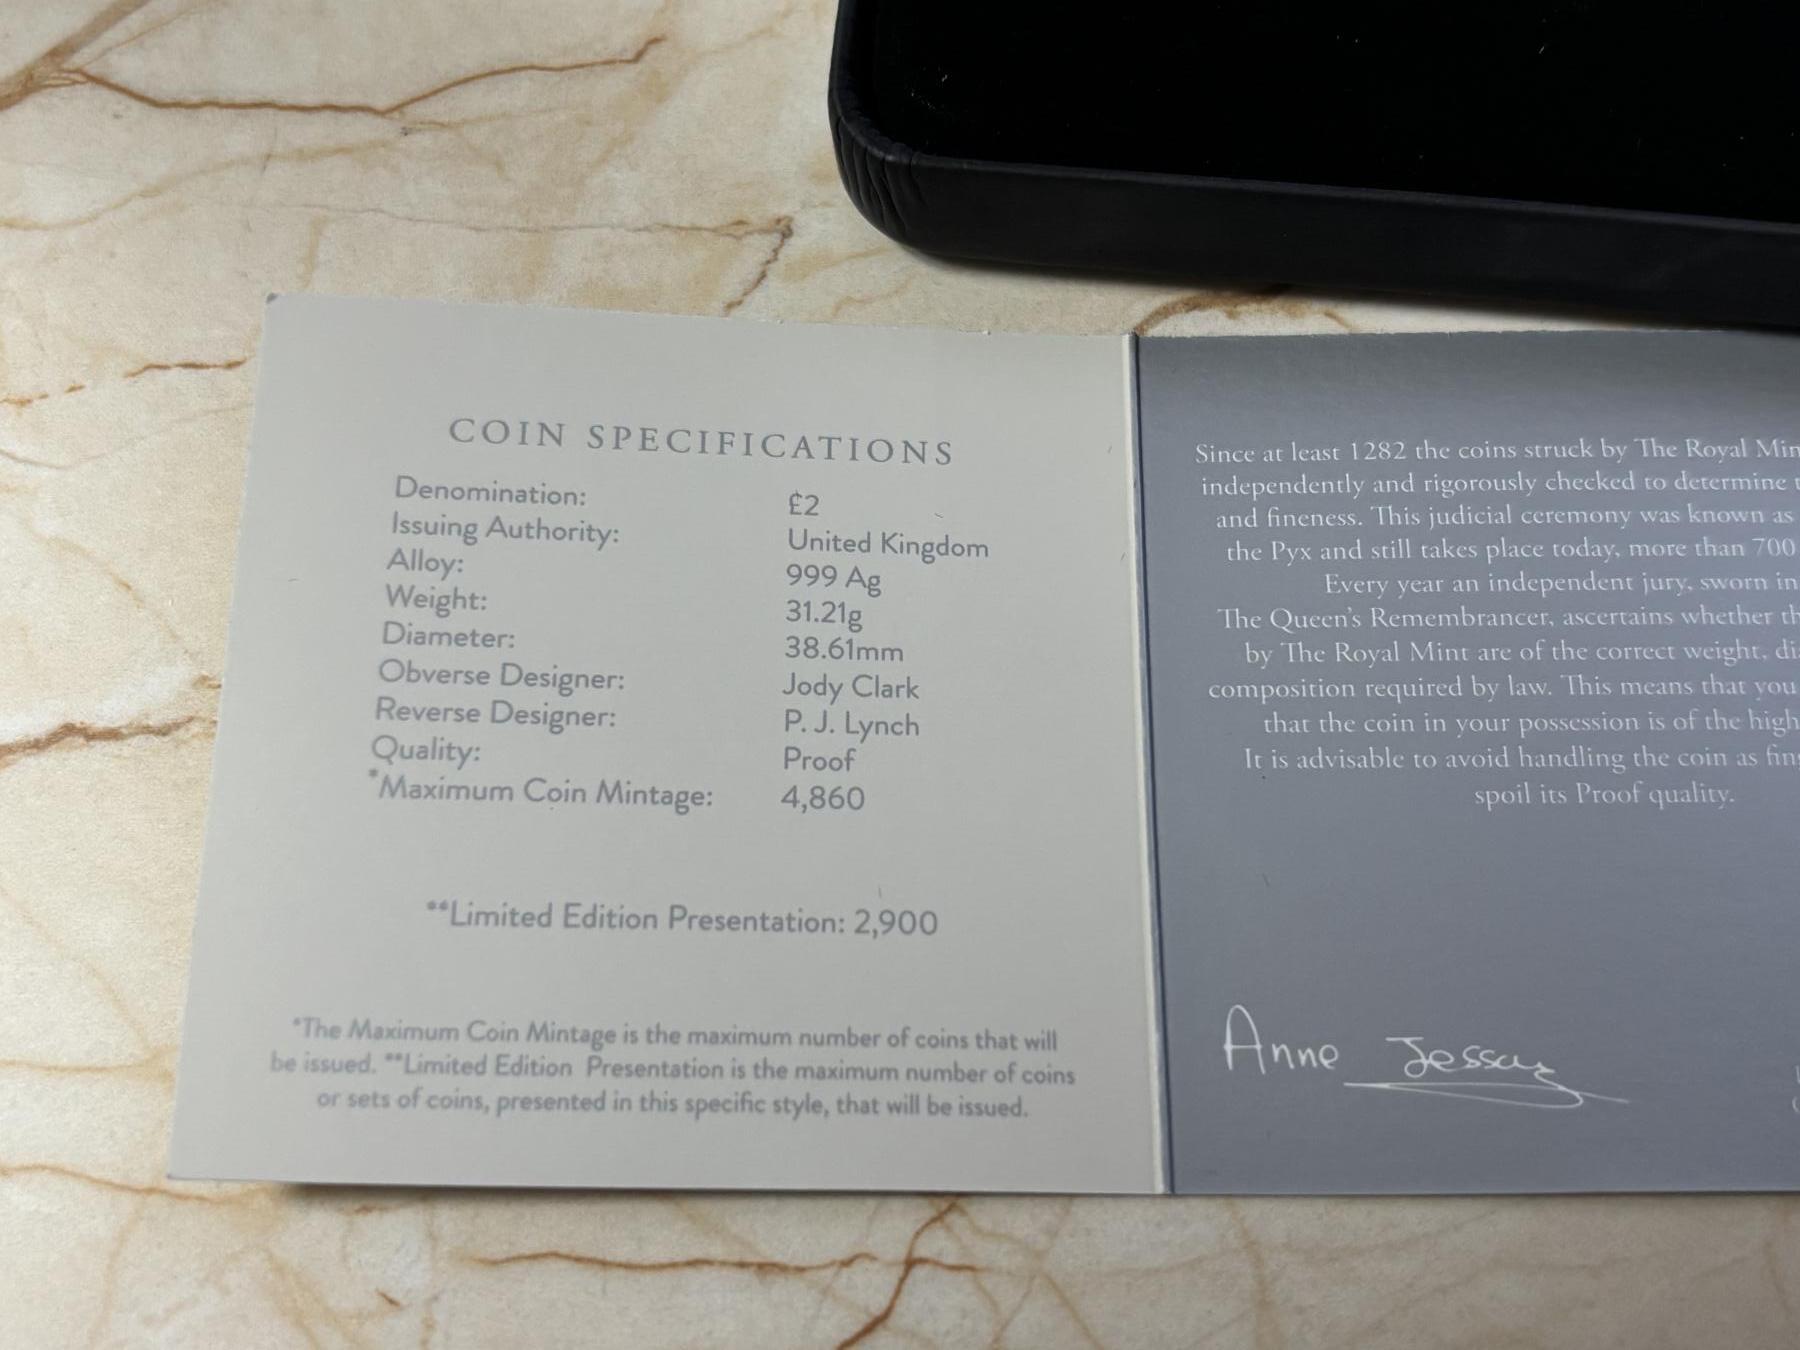 COIN SPECIFICATIONS
Denomination: £2
Issuing Authority: United Kingdom
Alloy: 999 Ag
Weight: 31.21g
Diameter: 38.61mm
Obverse Designer: Jody Clark
Reverse Designer: P. J. Lynch
Quality: Proof
*Maximum Coin Mintage: 4,860
**Limited Edition Presentation: 2,900
*The Maximum Coin Mintage is the maximum number of coins that will
be issued. **Limited Edition Presentation is the maximum number of coins
or sets of coins, presented in this specific style, that will be issued.
Since at least 1282 the coins struck by The Royal
independently and rigorously checked to determine
and fineness. This judicial ceremony was known as
the Pyx and still takes place today, more than 700
Every year an independent jury, sworn in
The Queen's Remembrancer, ascertains whether
by The Royal Mint are of the correct weight,
composition required by law. This means that you
that the coin in your possession is of the
It is advisable to avoid handling the coin as
spoil its Proof quality.
Anne Jessop